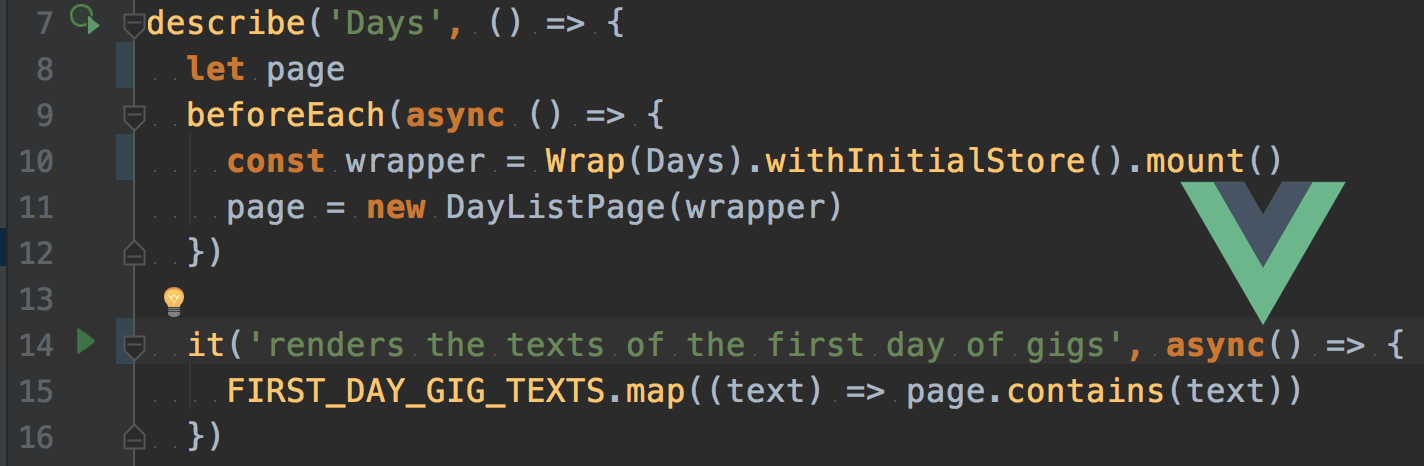 7 describe('Days', () => {
8 let page
9 beforeEach(async () => {
10 const wrapper = Wrap(Days).withInitialStore().mount()
11 page = new DayListPage(wrapper)
12 })
13
14 it('renders the texts of the first day of gigs', async() => {
15 FIRST_DAY_GIG_TEXTS.map((text) => page.contains(text))
16 })